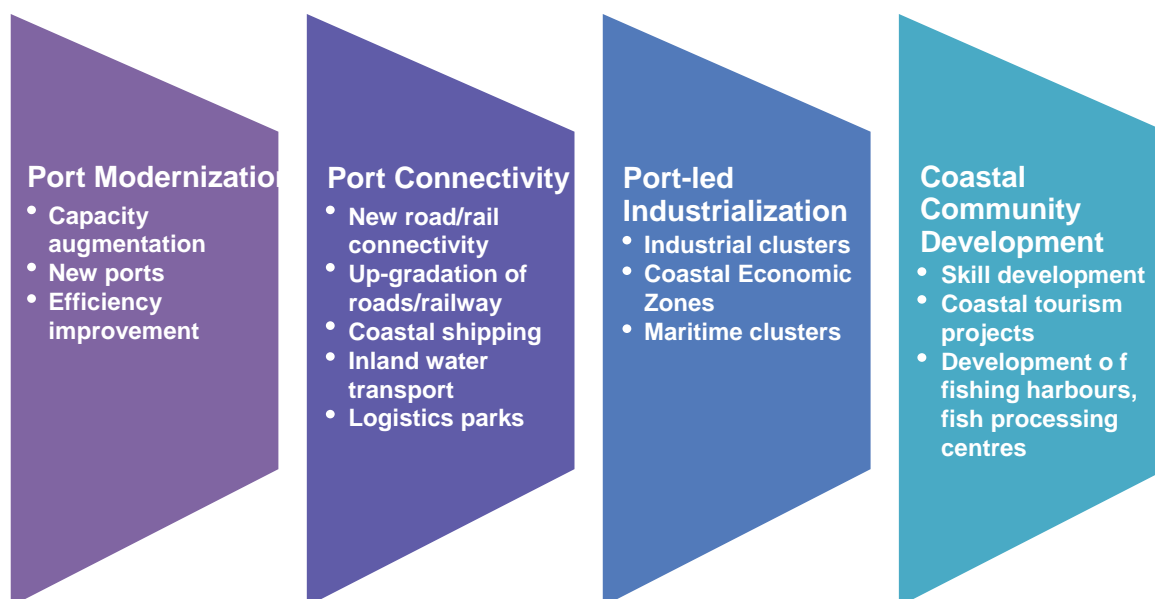 Port Modernization
• Capacity
augmentation
• New ports
• Efficiency
improvement
Port Connectivity
• New road/rail
connectivity
• Up-gradation of
roads/railway
• Coastal shipping
• Inland water
transport
• Logistics parks
Port-led
Industrialization
• Industrial clusters
• Coastal Economic
Zones
• Maritime clusters
Coastal
Community
Development
• Skill development
• Coastal tourism
projects
• Development o f
fishing harbours,
fish processing
centres